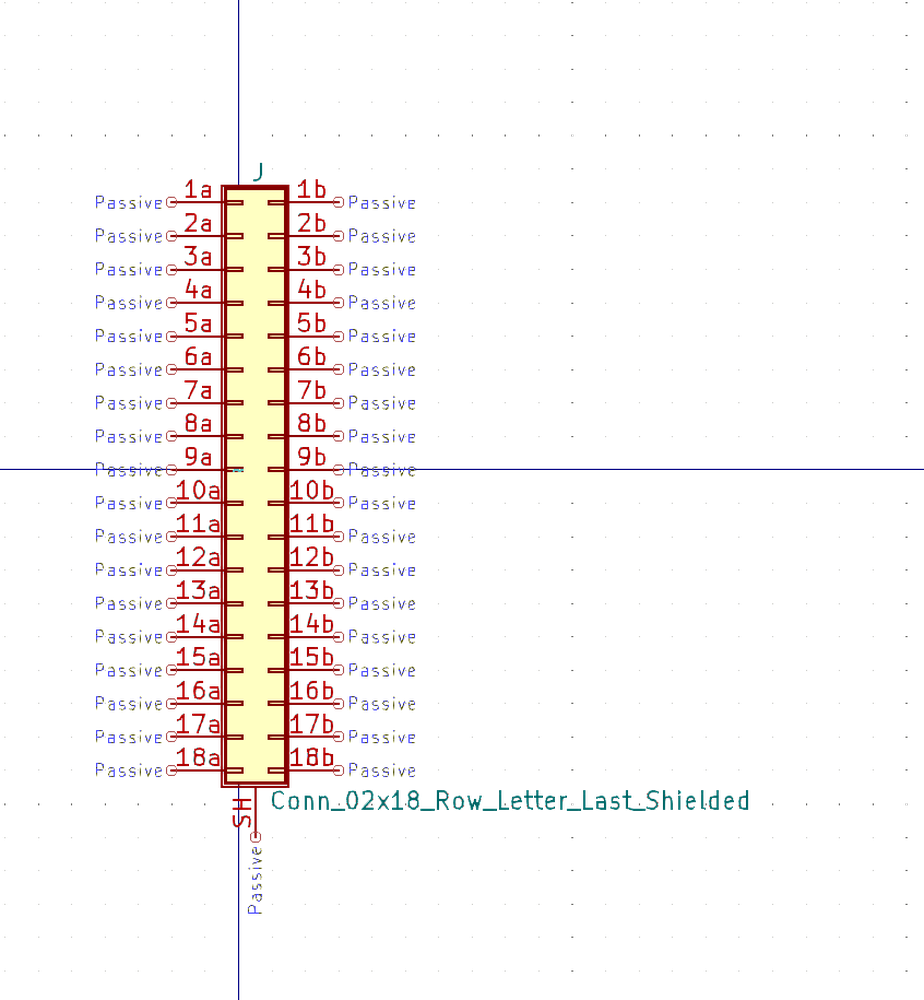 J
1a 1b
Passive Passive
2a 2b
Passive Passive
3a 3b
Passive Passive
4a 4b
Passive Passive
5a 5b
Passive Passive
6a 6b
Passive Passive
7a 7b
Passive Passive
8a 8b
Passive Passive
9a 9b
Passive Passive
10a 10b
Passive Passive
11a 11b
Passive Passive
12a 12b
Passive Passive
13a 13b
Passive Passive
14a 14b
Passive Passive
15a 15b
Passive Passive
16a 16b
Passive Passive
17a 17b
Passive Passive
18a 18b
Passive Passive
SH
Conn_02x18_Row_Letter_Last_Shielded
Passive